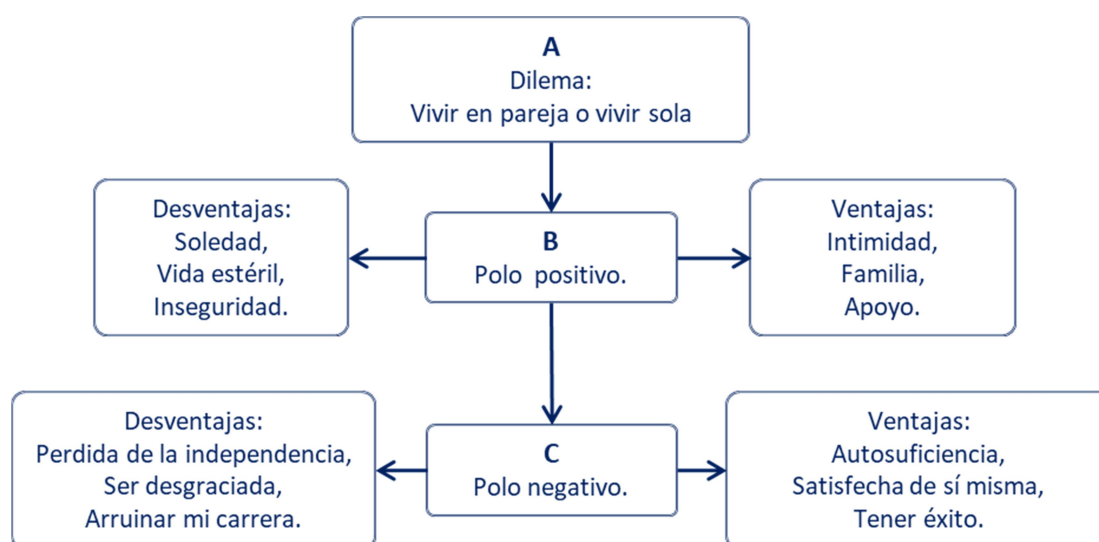 A
Dilema:
Vivir en pareja o vivir sola
Desventajas:
Soledad,
Vida estéril,
Inseguridad.
B
Polo positivo.
Ventajas:
Intimidad,
Familia,
Apoyo.
Desventajas:
Perdida de la independencia,
Ser desgraciada,
Arruinar mi carrera.
C
Polo negativo.
Ventajas:
Autosuficiencia,
Satisfecha de sí misma,
Tener éxito.